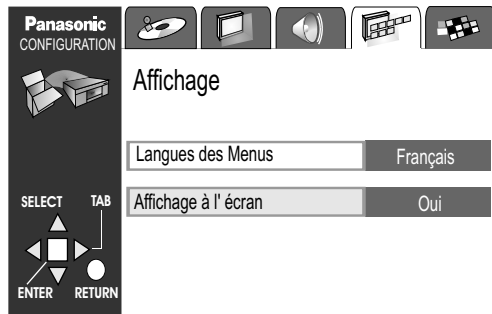 Panasonic
CONFIGURATION
Affichage
Langues des Menus Français
Affichage à l' écran Oui
SELECT TAB
ENTER RETURN